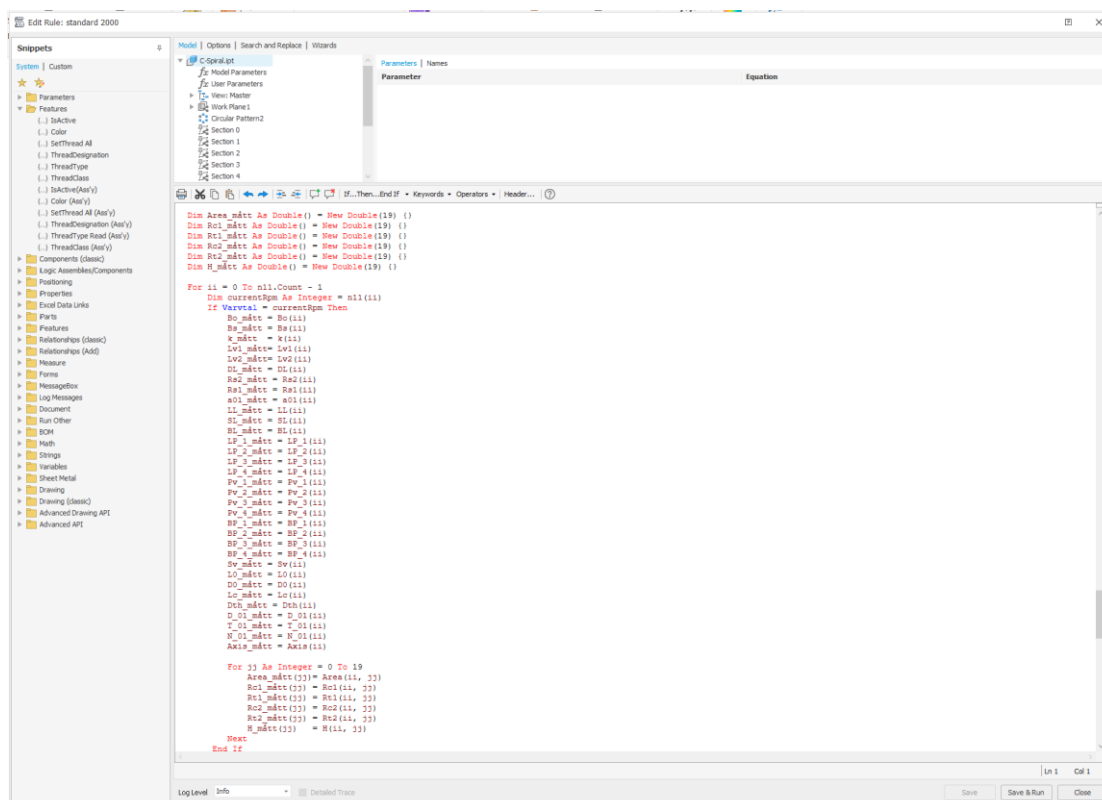 Edit Rule: standard 2000
Snippets
System | Custom
Parameters
Features
{...} IsActive
{...} Color
{...} SetThread All
{...} ThreadDesignation
{...} ThreadType
{...} ThreadClass
{...} IsActive(Ass'y)
{...} Color (Ass'y)
{...} SetThread All (Ass'y)
{...} ThreadDesignation (Ass'y)
{...} ThreadType Read (Ass'y)
{...} ThreadClass (Ass'y)
Components (classic)
iLogic Assemblies/Components
Positioning
iProperties
Excel Data Links
iParts
iFeatures
Relationships (classic)
Relationships (Add)
Measure
Forms
MessageBox
Log Messages
Document
Run Other
BOM
Math
Strings
Variables
Sheet Metal
Drawing
Drawing (classic)
Advanced Drawing API
Advanced API
Model | Options | Search and Replace | Wizards
C-Spiral.ipt
Model Parameters
User Parameters
View: Master
Work Plane1
Circular Pattern2
Section 0
Section 1
Section 2
Section 3
Section 4
Parameters | Names
Parameter Equation
If...Then...End If Keywords Operators Header...
Dim Area_mått As Double() = New Double(19) {}
Dim Rc1_mått As Double() = New Double(19) {}
Dim Rt1_mått As Double() = New Double(19) {}
Dim Rc2_mått As Double() = New Double(19) {}
Dim Rt2_mått As Double() = New Double(19) {}
Dim H_mått As Double() = New Double(19) {}
For ii = 0 To n11.Count - 1
Dim currentRpm As Integer = n11(ii)
If Varvtal = currentRpm Then
Bo_mått = Bo(ii)
Bs_mått = Bs(ii)
k_mått = k(ii)
Lv1_mått= Lv1(ii)
Lv2_mått= Lv2(ii)
DL_mått = DL(ii)
Rs2_mått = Rs2(ii)
Rs1_mått = Rs1(ii)
a01_mått = a01(ii)
LL_mått = LL(ii)
SL_mått = SL(ii)
BL_mått = BL(ii)
LP_1_mått = LP_1(ii)
LP_2_mått = LP_2(ii)
LP_3_mått = LP_3(ii)
LP_4_mått = LP_4(ii)
Pv_1_mått = Pv_1(ii)
Pv_2_mått = Pv_2(ii)
Pv_3_mått = Pv_3(ii)
Pv_4_mått = Pv_4(ii)
BP_1_mått = BP_1(ii)
BP_2_mått = BP_2(ii)
BP_3_mått = BP_3(ii)
BP_4_mått = BP_4(ii)
Sv_mått = Sv(ii)
L0_mått = L0(ii)
D0_mått = D0(ii)
Lc_mått = Lc(ii)
Dth_mått = Dth(ii)
D_01_mått = D_01(ii)
T_01_mått = T_01(ii)
N_01_mått = N_01(ii)
Axis_mått = Axis(ii)
For jj As Integer = 0 To 19
Area_mått(jj)= Area(ii, jj)
Rc1_mått(jj) = Rc1(ii, jj)
Rt1_mått(jj) = Rt1(ii, jj)
Rc2_mått(jj) = Rc2(ii, jj)
Rt2_mått(jj) = Rt2(ii, jj)
H_mått(jj) = H(ii, jj)
Next
End If
Ln 1 Col 1
Log Level Info Detailed Trace Save Save & Run Close